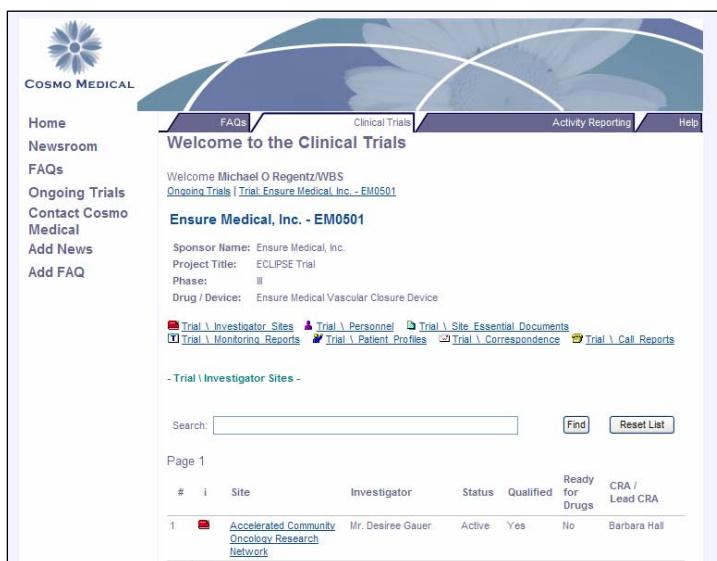 COSMO MEDICAL
Home
Newsroom
FAQs
Ongoing Trials
Contact Cosmo
Medical
Add News
Add FAQ
FAQs Clinical Trials Activity Reporting Help
Welcome to the Clinical Trials
Welcome Michael O Regentz/WBS
Ongoing Trials | Trial: Ensure Medical, Inc. - EM0501
Ensure Medical, Inc. - EM0501
Sponsor Name: Ensure Medical, Inc.
Project Title: ECLIPSE Trial
Phase: III
Drug / Device: Ensure Medical Vascular Closure Device
Trial \ Investigator Sites Trial \ Personnel Trial \ Site Essential Documents
Trial \ Monitoring Reports Trial \ Patient Profiles Trial \ Correspondence Trial \ Call Reports
- Trial \ Investigator Sites -
Search: Find Reset List
Page 1
# i Site Investigator Status Qualified Ready for Drugs CRA / Lead CRA
1 Accelerated Community Mr. Desiree Gauer Active Yes No Barbara Hall
Oncology Research
Network